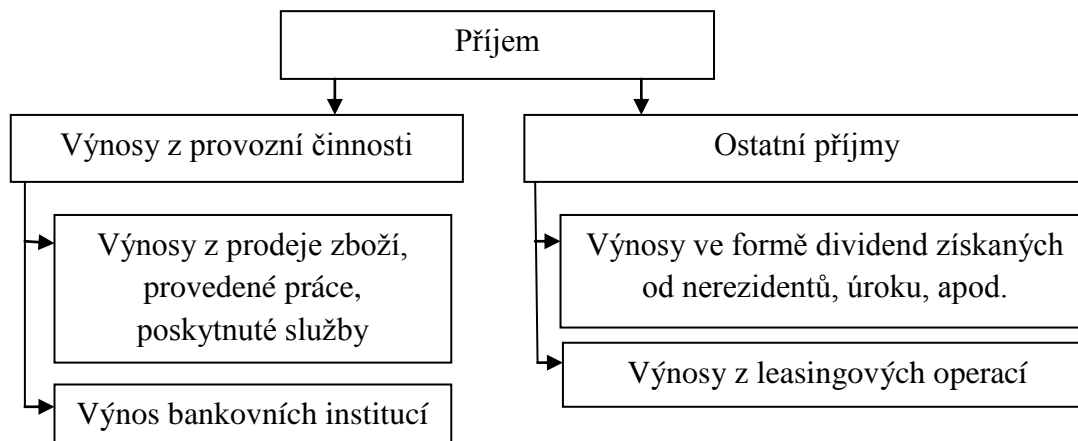 Příjem
Výnosy z provozní činnosti
Výnosy z prodeje zboží,
provedené práce,
poskytnuté služby
Výnos bankovních institucí
Ostatní příjmy
Výnosy ve formě dividend získaných
od nerezidentů, úroku, apod.
Výnosy z leasingových operací